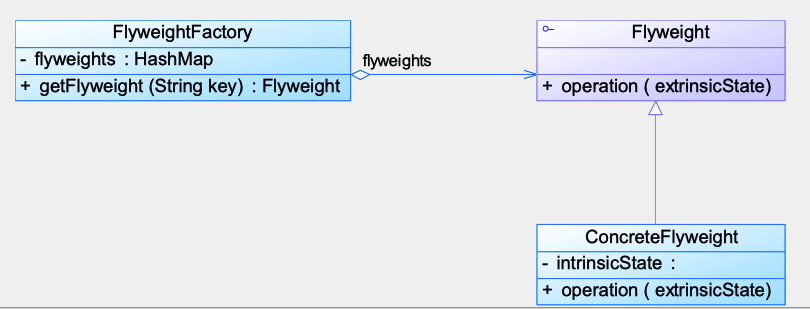 FlyweightFactory
- flyweights : HashMap
+ getFlyweight (String key) : Flyweight
flyweights
Flyweight
+ operation ( extrinsicState)
ConcreteFlyweight
- intrinsicState :
+ operation ( extrinsicState)